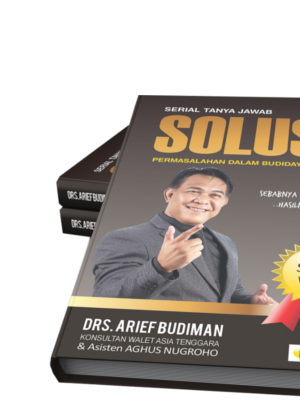 SERIAL TANYA JAWAB
SOLUS
PERMASALAHAN DALAM BUDIDAY
SEBABNYA
..HASIL
DRS. ARIEF BUDIMAN
KONSULTAN WALET ASIA TENGGARA
& Asisten AGHUS NUGROHO
DRS. ARIEF BUDI
DRS. ARIEF BUD